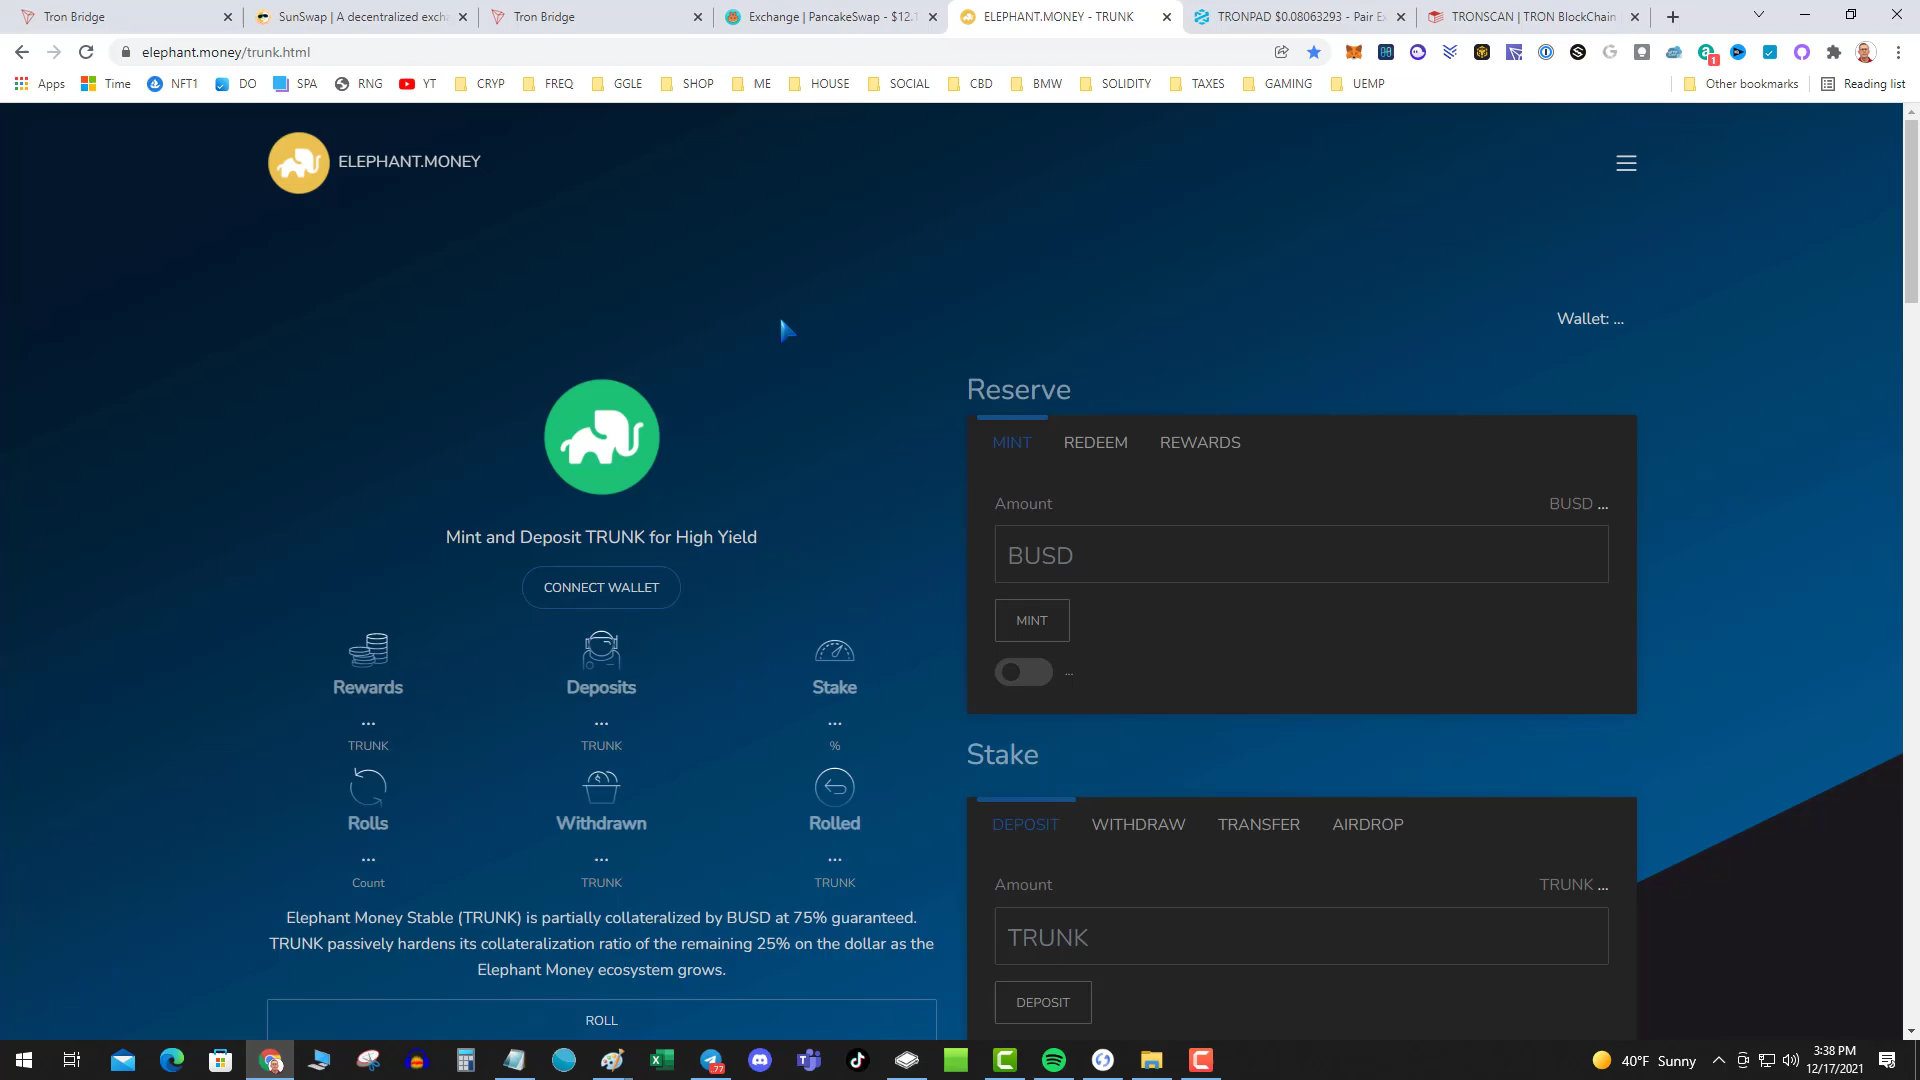 Tron Bridge
SunSwap | A decentralized exch
Tron Bridge
Exchange | PancakeSwap - $12.1
ELEPHANT.MONEY - TRUNK
TRONPAD $0.08063293 - Pair E
TRONSCAN | TRON BlockChain
elephant.money/trunk.html
1
Apps
Time
NFT1
DO
SPA
RNG
YT
CRYP
FREQ
GGLE
SHOP
ME
HOUSE
SOCIAL
CBD
BMW
SOLIDITY
TAXES
GAMING
UEMP
Other bookmarks
Reading list
ELEPHANT.MONEY
Wallet: ...
Mint and Deposit TRUNK for High Yield
CONNECT WALLET
Rewards
...
TRUNK
Deposits
...
TRUNK
Stake
...
%
Rolls
...
Count
Withdrawn
...
TRUNK
Rolled
...
TRUNK
Elephant Money Stable (TRUNK) is partially collateralized by BUSD at 75% guaranteed.
TRUNK passively hardens its collateralization ratio of the remaining 25% on the dollar as the
Elephant Money ecosystem grows.
ROLL
Reserve
MINT REDEEM REWARDS
Amount BUSD ...
BUSD
MINT
...
Stake
DEPOSIT WITHDRAW TRANSFER AIRDROP
Amount TRUNK ...
TRUNK
DEPOSIT
77
40°F Sunny
3:38 PM
12/17/2021